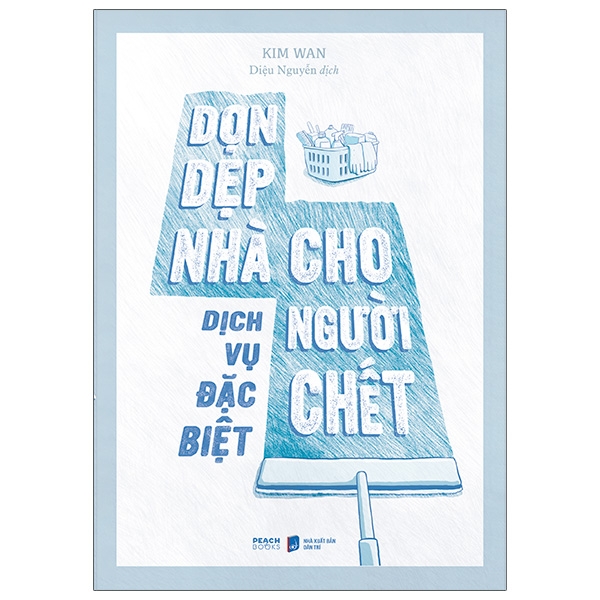 KIM WAN
Diệu Nguyễn dịch
DỌN
DẸP
NHÀ
CHO
NGƯỜI
CHẾT
DỊCH
VỤ
ĐẶC
BIỆT
PEACH
BOOKS
NHÀ XUẤT BẢN
DÂN TRÍ